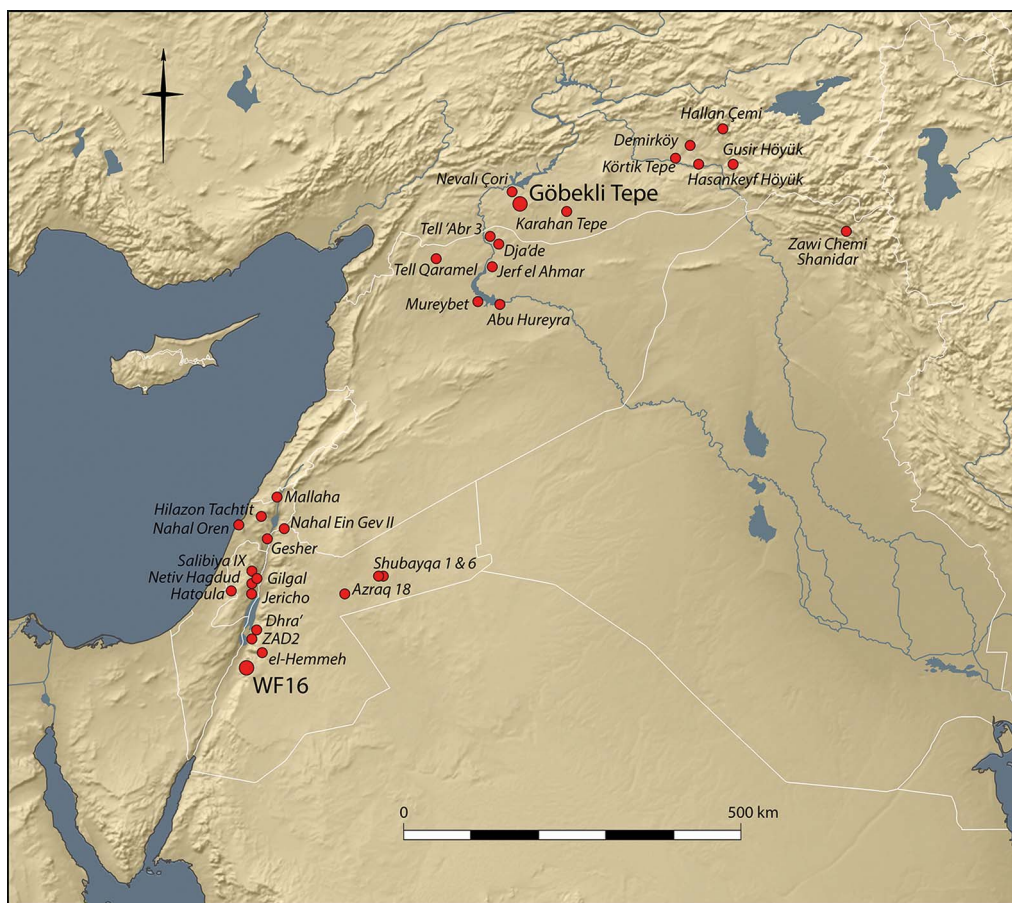 Hallan Çemi
Demirköy
Gusir Höyük
Körtik Tepe
Hasankeyf Höyük
Nevalı Çori
Göbekli Tepe
Karahan Tepe
Tell 'Abr 3
Zawi Chemi
Shanidar
Dja'de
Tell Qaramel
Jerf el Ahmar
Mureybet
Abu Hureyra
Mallaha
Hilazon Tachtit
Nahal Oren
Nahal Ein Gev II
Gesher
Salibiya IX
Shubayqa 1 & 6
Netiv Hagdud
Gilgal
Hatoula
Jericho
Azraq 18
Dhra'
ZAD2
el-Hemmeh
WF16
0
500 km